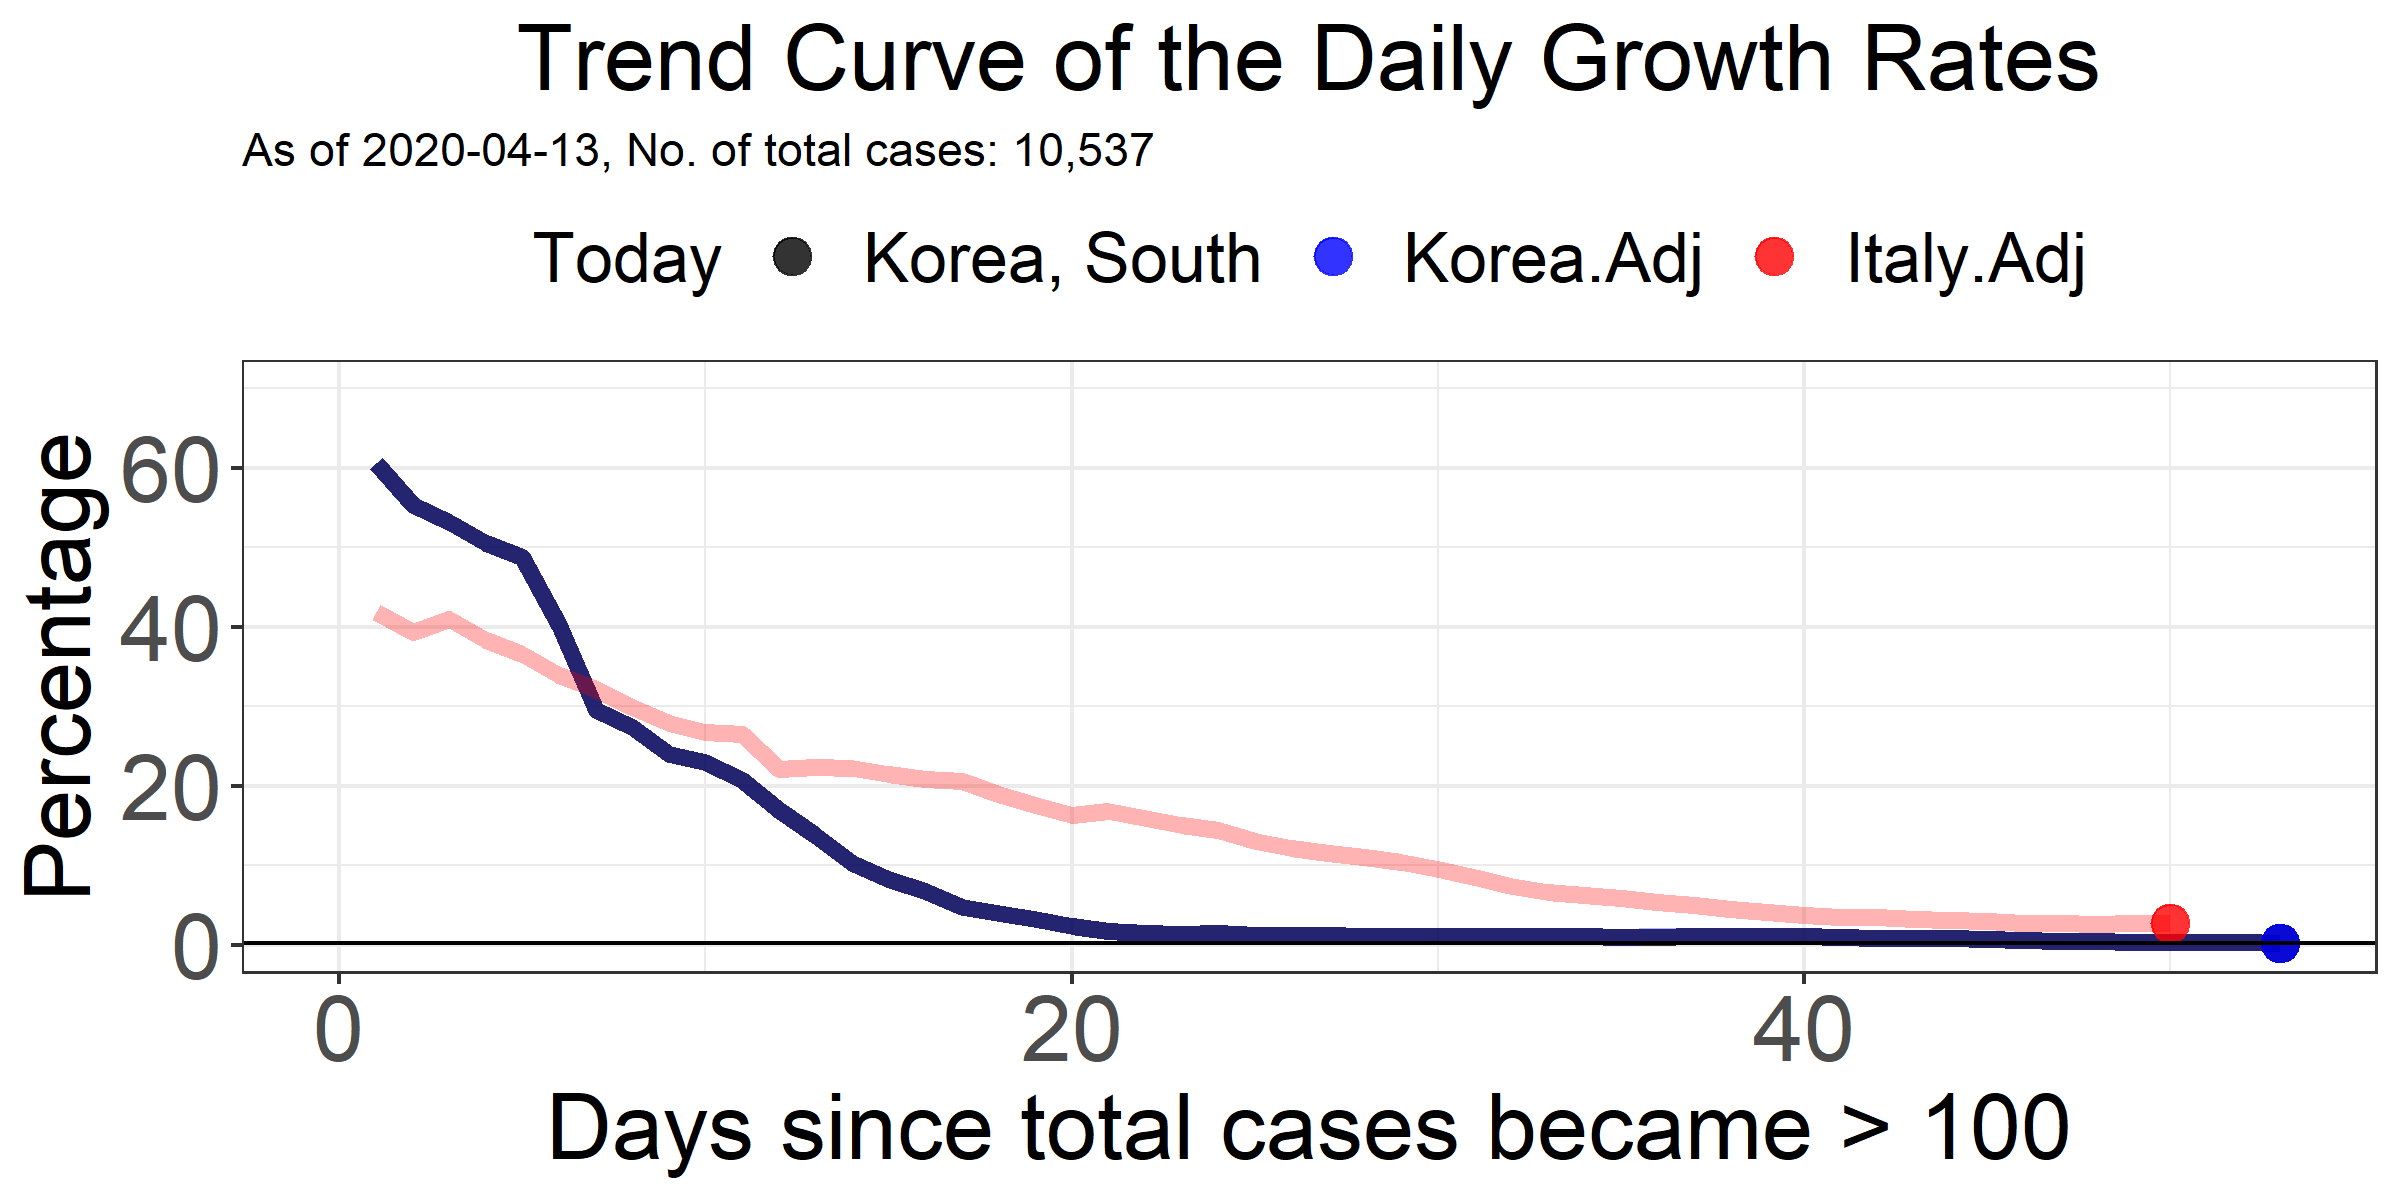 Trend Curve of the Daily Growth Rates
As of 2020-04-13, No. of total cases: 10,537
Today Korea, South Korea.Adj Italy.Adj
Percentage
60
40
20
0
0 20 40
Days since total cases became > 100